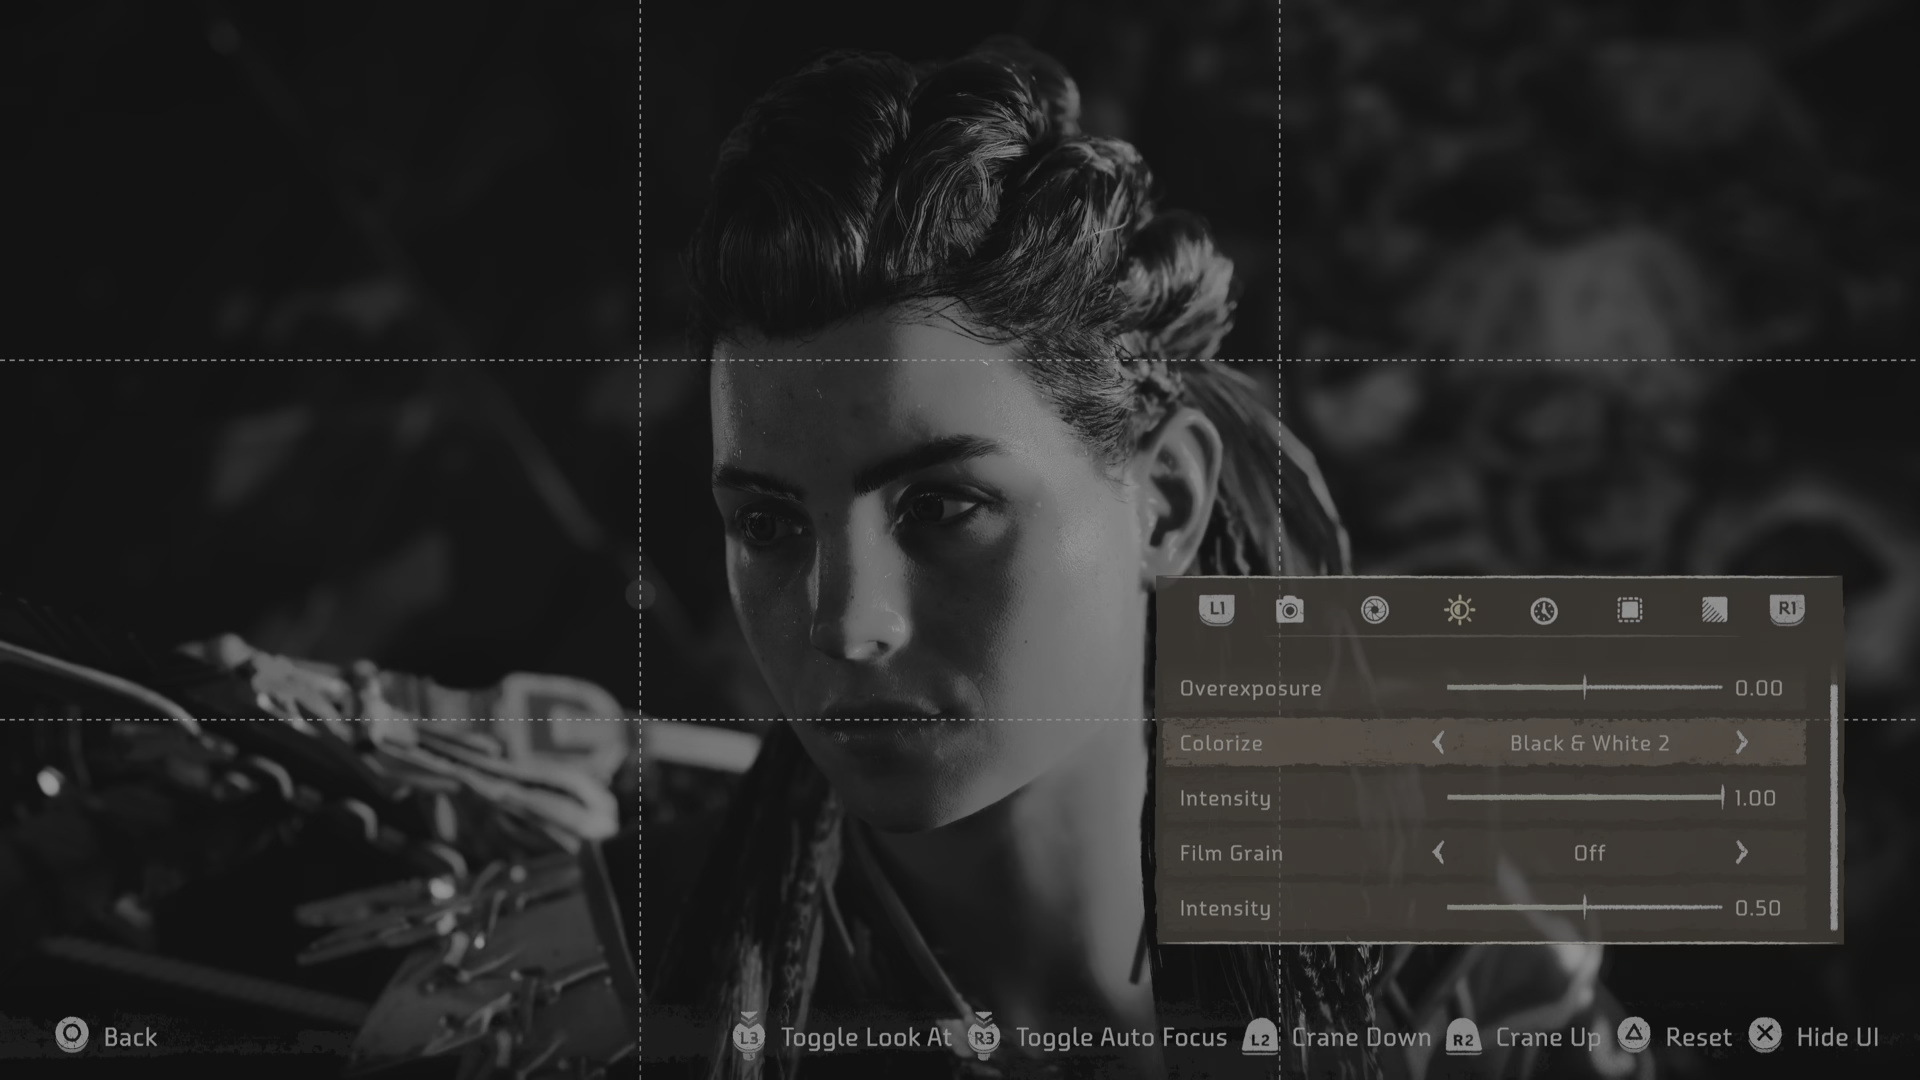 L1 R1
Overexposure 0.00
Colorize Black & White 2
Intensity 1.00
Film Grain Off
Intensity 0.50
Back L3 Toggle Look At R3 Toggle Auto Focus L2 Crane Down R2 Crane Up Reset Hide UI